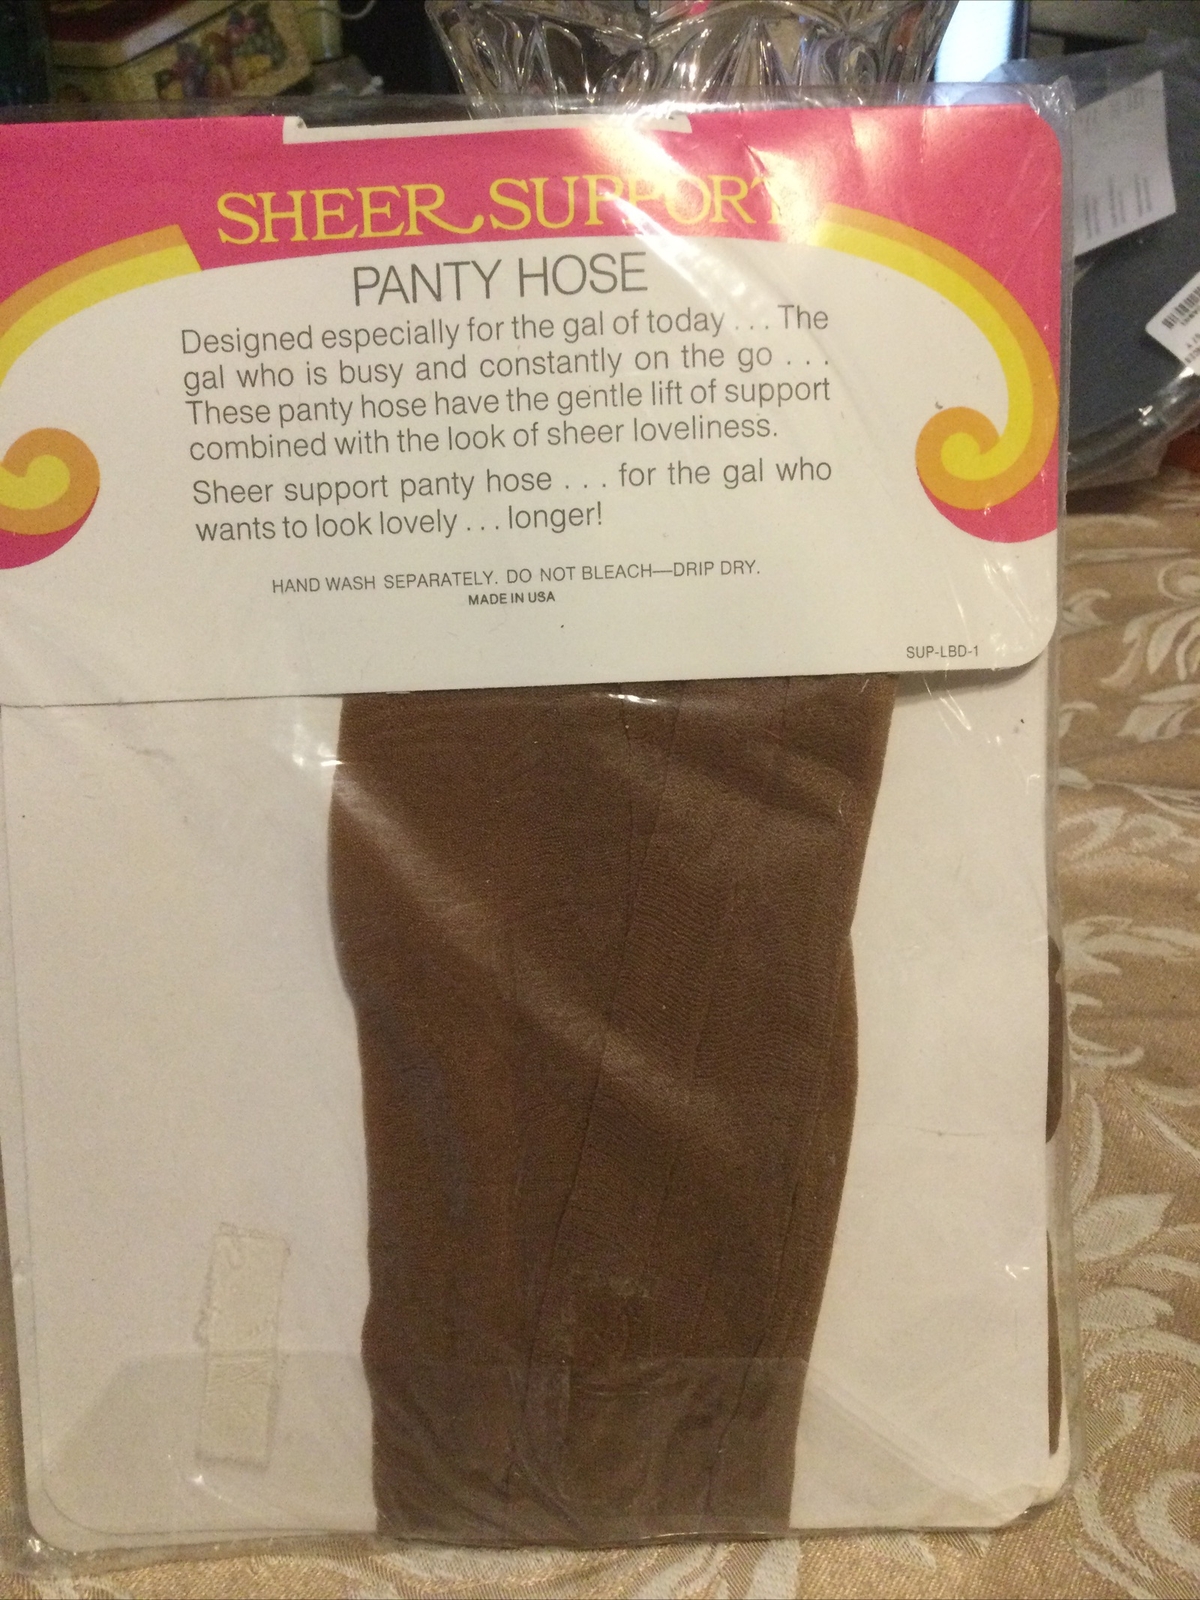 SHEER SUPPORT
PANTY HOSE
Designed especially for the gal of today . . . The
gal who is busy and constantly on the go . . .
These panty hose have the gentle lift of support
combined with the look of sheer loveliness.
Sheer support panty hose . . . for the gal who
wants to look lovely . . . longer!
HAND WASH SEPARATELY. DO NOT BLEACH—DRIP DRY.
MADE IN USA
SUP-LBD-1